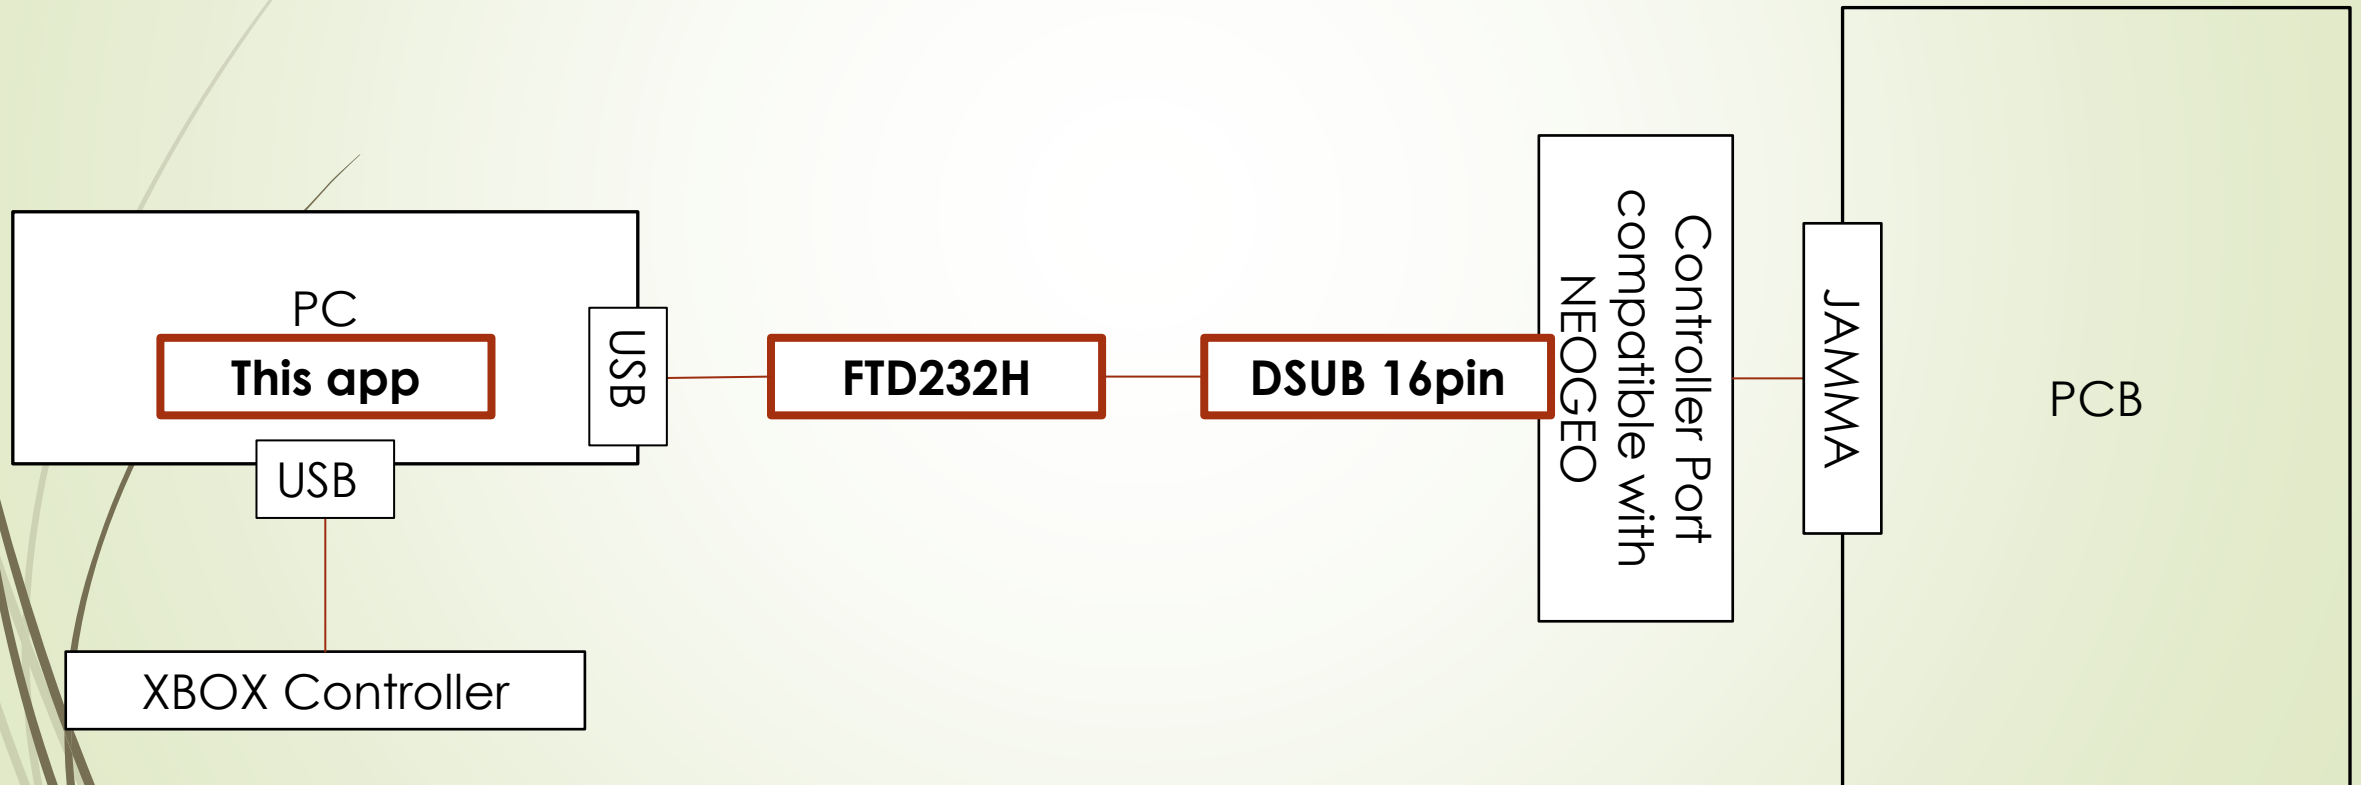 PC
This app
USB
USB
XBOX Controller
FTD232H
DSUB 16pin
Controller Port
compatible with
NEOGEO
JAMMA
PCB